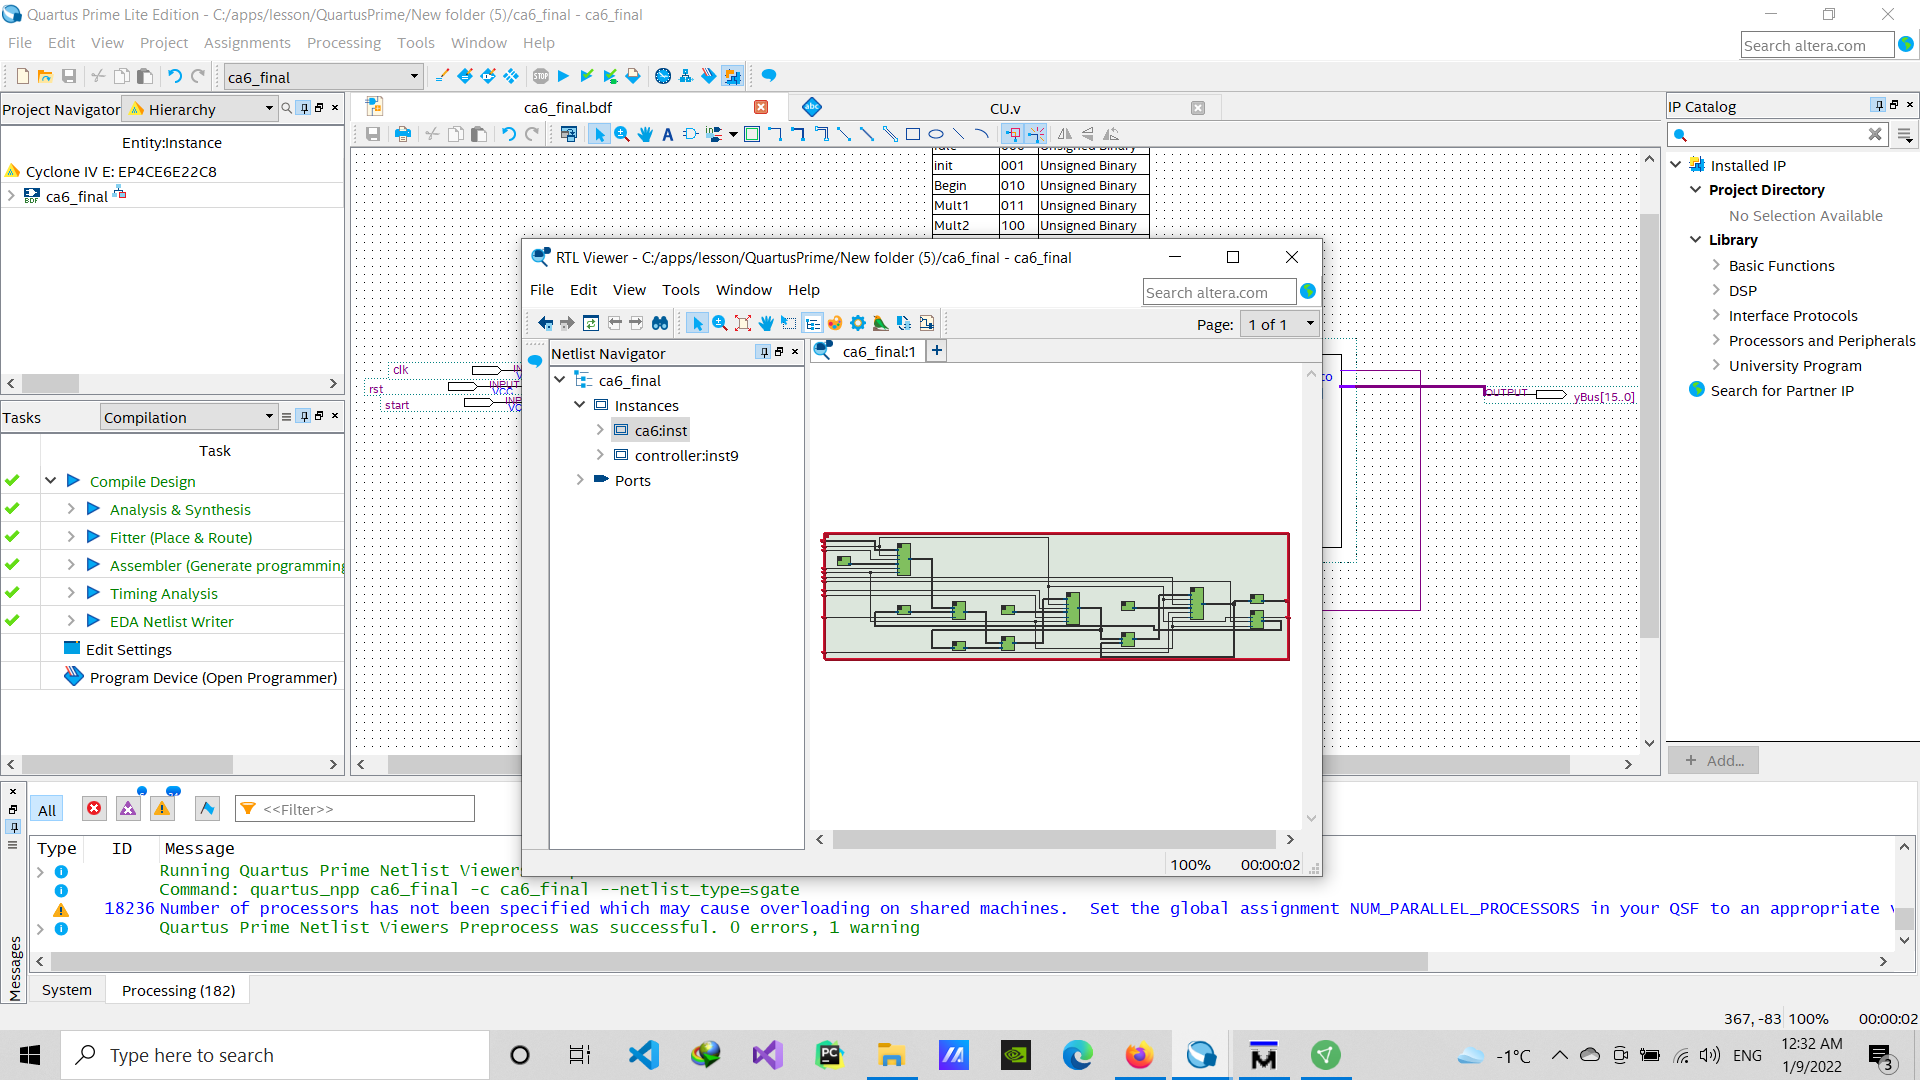 Quartus Prime Lite Edition - C:/apps/lesson/QuartusPrime/New folder (5)/ca6_final - ca6_final
File Edit View Project Assignments Processing Tools Window Help
Search altera.com
ca6_final
Project Navigator Hierarchy
Entity:Instance
Cyclone IV E: EP4CE6E22C8
ca6_final
Tasks Compilation
Task
Compile Design
Analysis & Synthesis
Fitter (Place & Route)
Assembler (Generate programming
Timing Analysis
EDA Netlist Writer
Edit Settings
Program Device (Open Programmer)
ca6_final.bdf
CU.v
init 001 Unsigned Binary
Begin 010 Unsigned Binary
Mult1 011 Unsigned Binary
Mult2 100 Unsigned Binary
clk
rst INPUT
start
co
OUTPUT yBus[15..0]
RTL Viewer - C:/apps/lesson/QuartusPrime/New folder (5)/ca6_final - ca6_final
File Edit View Tools Window Help
Search altera.com
Page: 1 of 1
Netlist Navigator
ca6_final:1
ca6_final
Instances
ca6:inst
controller:inst9
Ports
100% 00:00:02
IP Catalog
Installed IP
Project Directory
No Selection Available
Library
Basic Functions
DSP
Interface Protocols
Processors and Peripherals
University Program
Search for Partner IP
+ Add...
All
<<Filter>>
Type ID Message
Running Quartus Prime Netlist Viewer
Command: quartus_npp ca6_final -c ca6_final --netlist_type=sgate
18236 Number of processors has not been specified which may cause overloading on shared machines. Set the global assignment NUM_PARALLEL_PROCESSORS in your QSF to an appropriate
Quartus Prime Netlist Viewers Preprocess was successful. 0 errors, 1 warning
Messages
System Processing (182)
367, -83 100% 00:00:02
Type here to search
-1°C
ENG
12:32 AM
1/9/2022
3